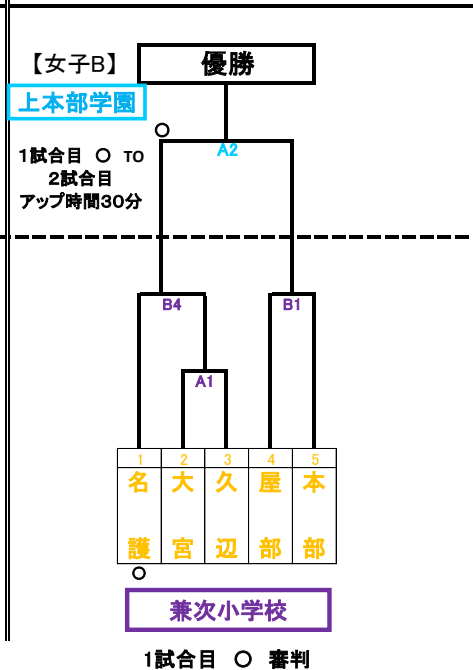 【女子B】
優勝
上本部学園
○
A2
1試合目 ○ TO
2試合目
アップ時間30分
B4
B1
A1
1 2 3 4 5
名護 大宮 久辺 屋部 本部
○
兼次小学校
1試合目 ○ 審判